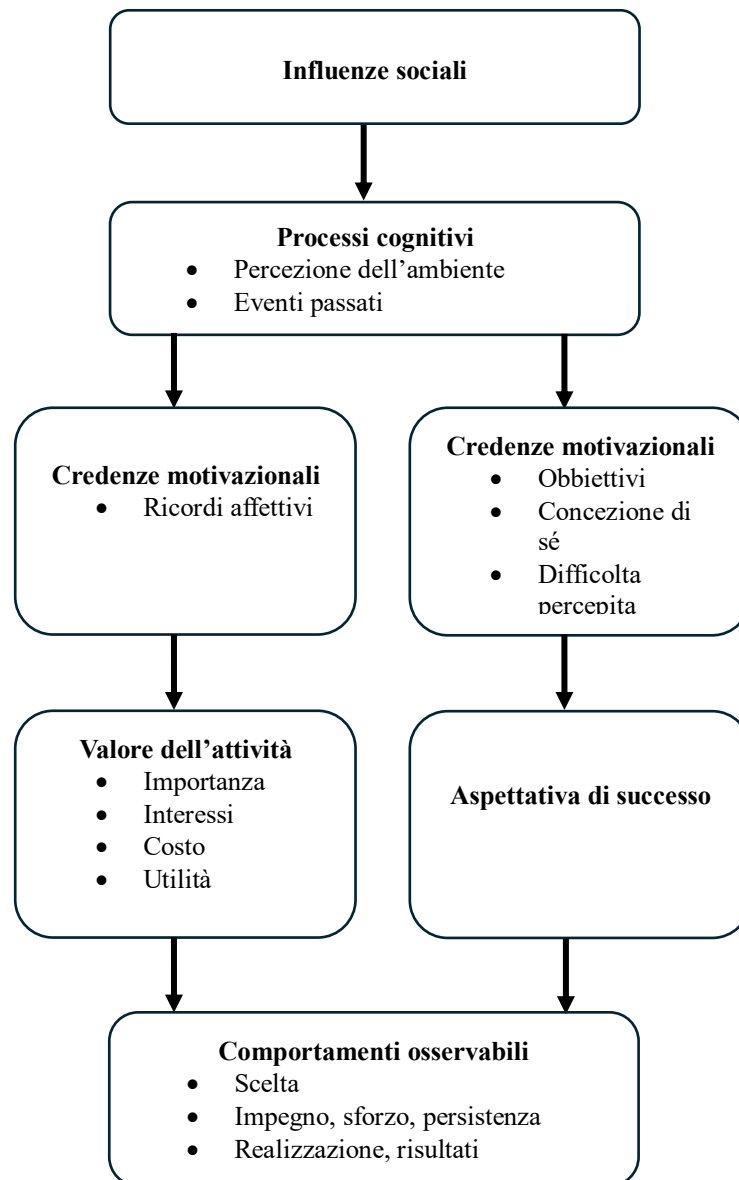 Influenze sociali
Processi cognitivi
• Percezione dell’ambiente
• Eventi passati
Credenze motivazionali
• Ricordi affettivi
Credenze motivazionali
• Obbiettivi
• Concezione di
sé
• Difficolta
percepita
Valore dell’attività
• Importanza
• Interessi
• Costo
• Utilità
Aspettativa di successo
Comportamenti osservabili
• Scelta
• Impegno, sforzo, persistenza
• Realizzazione, risultati